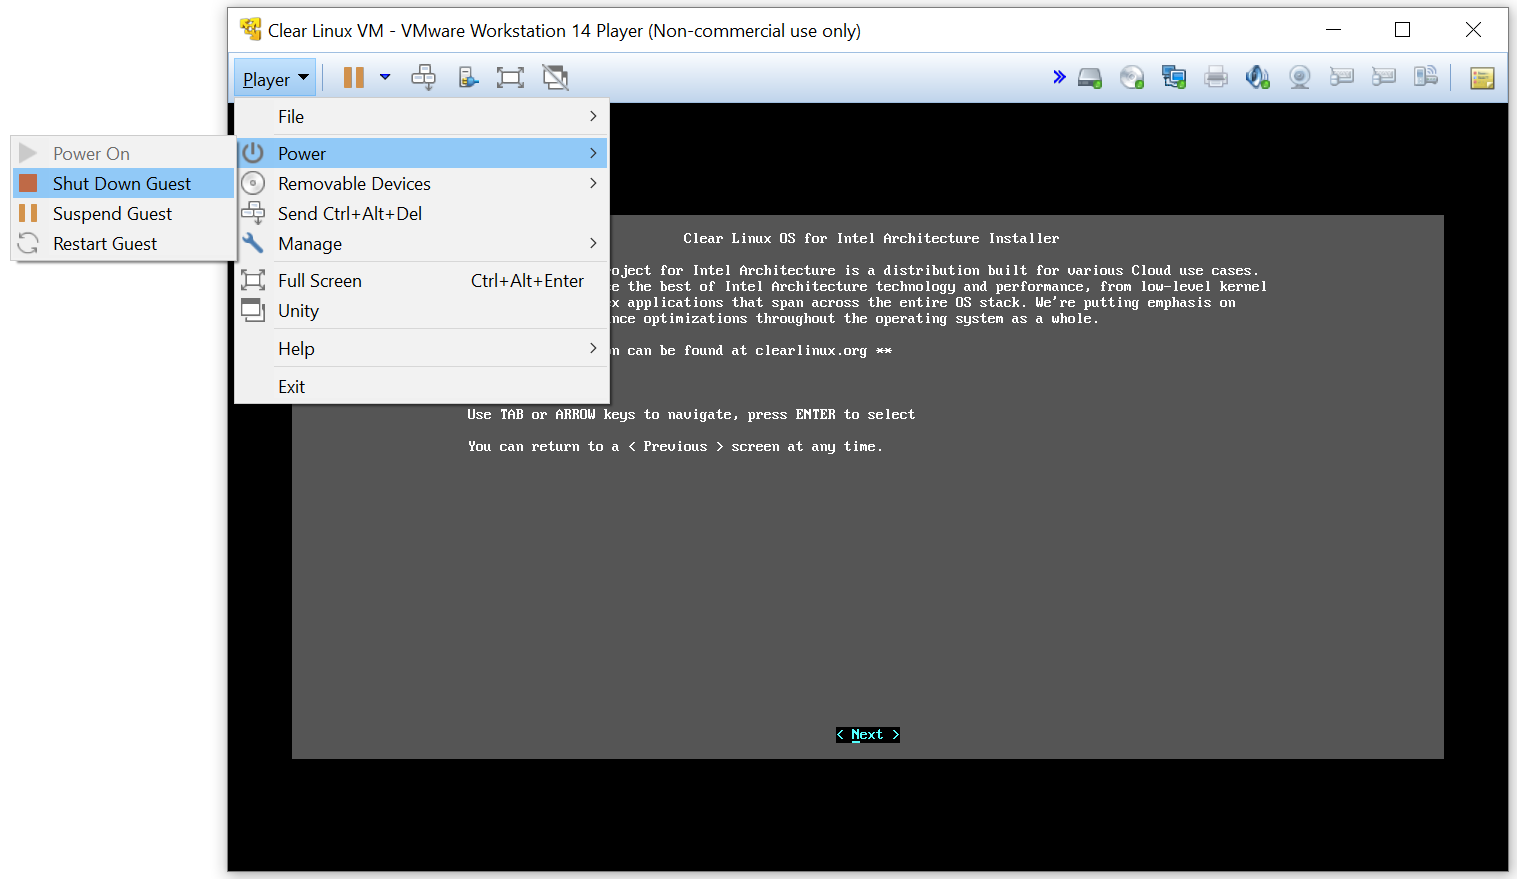 Clear Linux VM - VMware Workstation 14 Player (Non-commercial use only)
Player
File
Power
Removable Devices
Send Ctrl+Alt+Del
Manage
Full Screen Ctrl+Alt+Enter
Unity
Help
Exit
Power On
Shut Down Guest
Suspend Guest
Restart Guest
Clear Linux OS for Intel Architecture Installer
for Intel Architecture is a distribution built for various Cloud use cases.
the best of Intel Architecture technology and performance, from low-level kernel
applications that span across the entire OS stack. We're putting emphasis on
optimizations throughout the operating system as a whole.
can be found at clearlinux.org **
Use TAB or ARROW keys to navigate, press ENTER to select
You can return to a < Previous > screen at any time.
< Next >